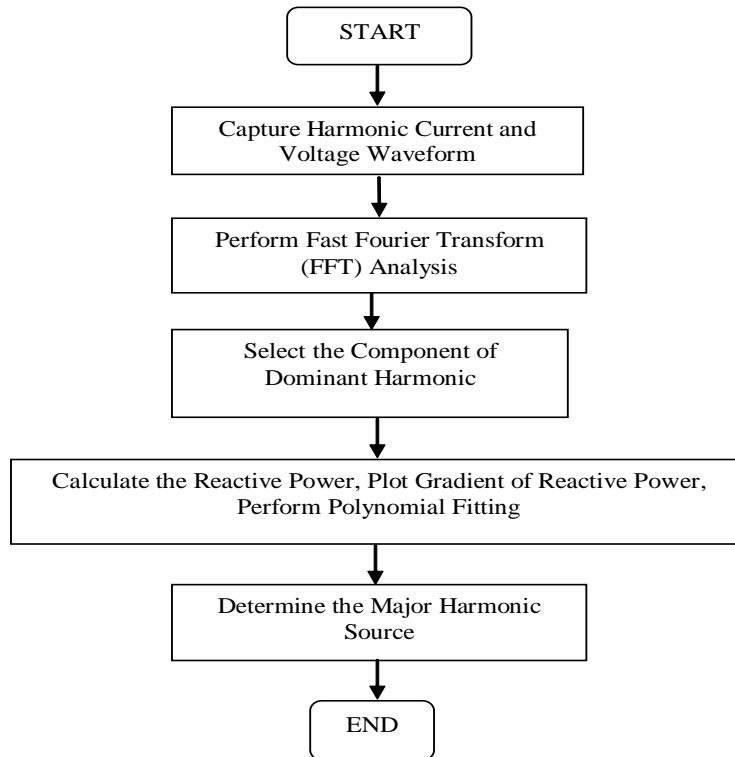 START
Capture Harmonic Current and
Voltage Waveform
Perform Fast Fourier Transform
(FFT) Analysis
Select the Component of
Dominant Harmonic
Calculate the Reactive Power, Plot Gradient of Reactive Power,
Perform Polynomial Fitting
Determine the Major Harmonic
Source
END